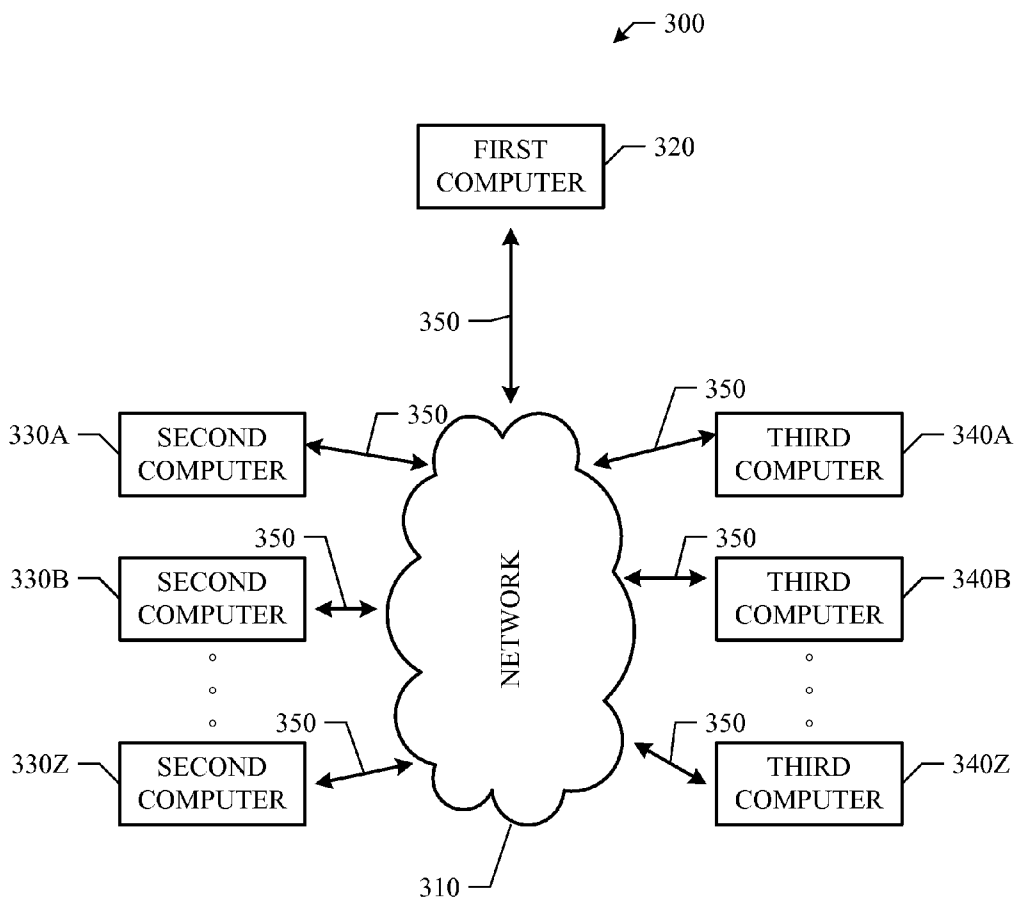 300
FIRST
COMPUTER
320
350
350
350
330A
SECOND
COMPUTER
THIRD
COMPUTER
340A
350
350
330B
SECOND
COMPUTER
NETWORK
THIRD
COMPUTER
340B
350
350
330Z
SECOND
COMPUTER
THIRD
COMPUTER
340Z
310